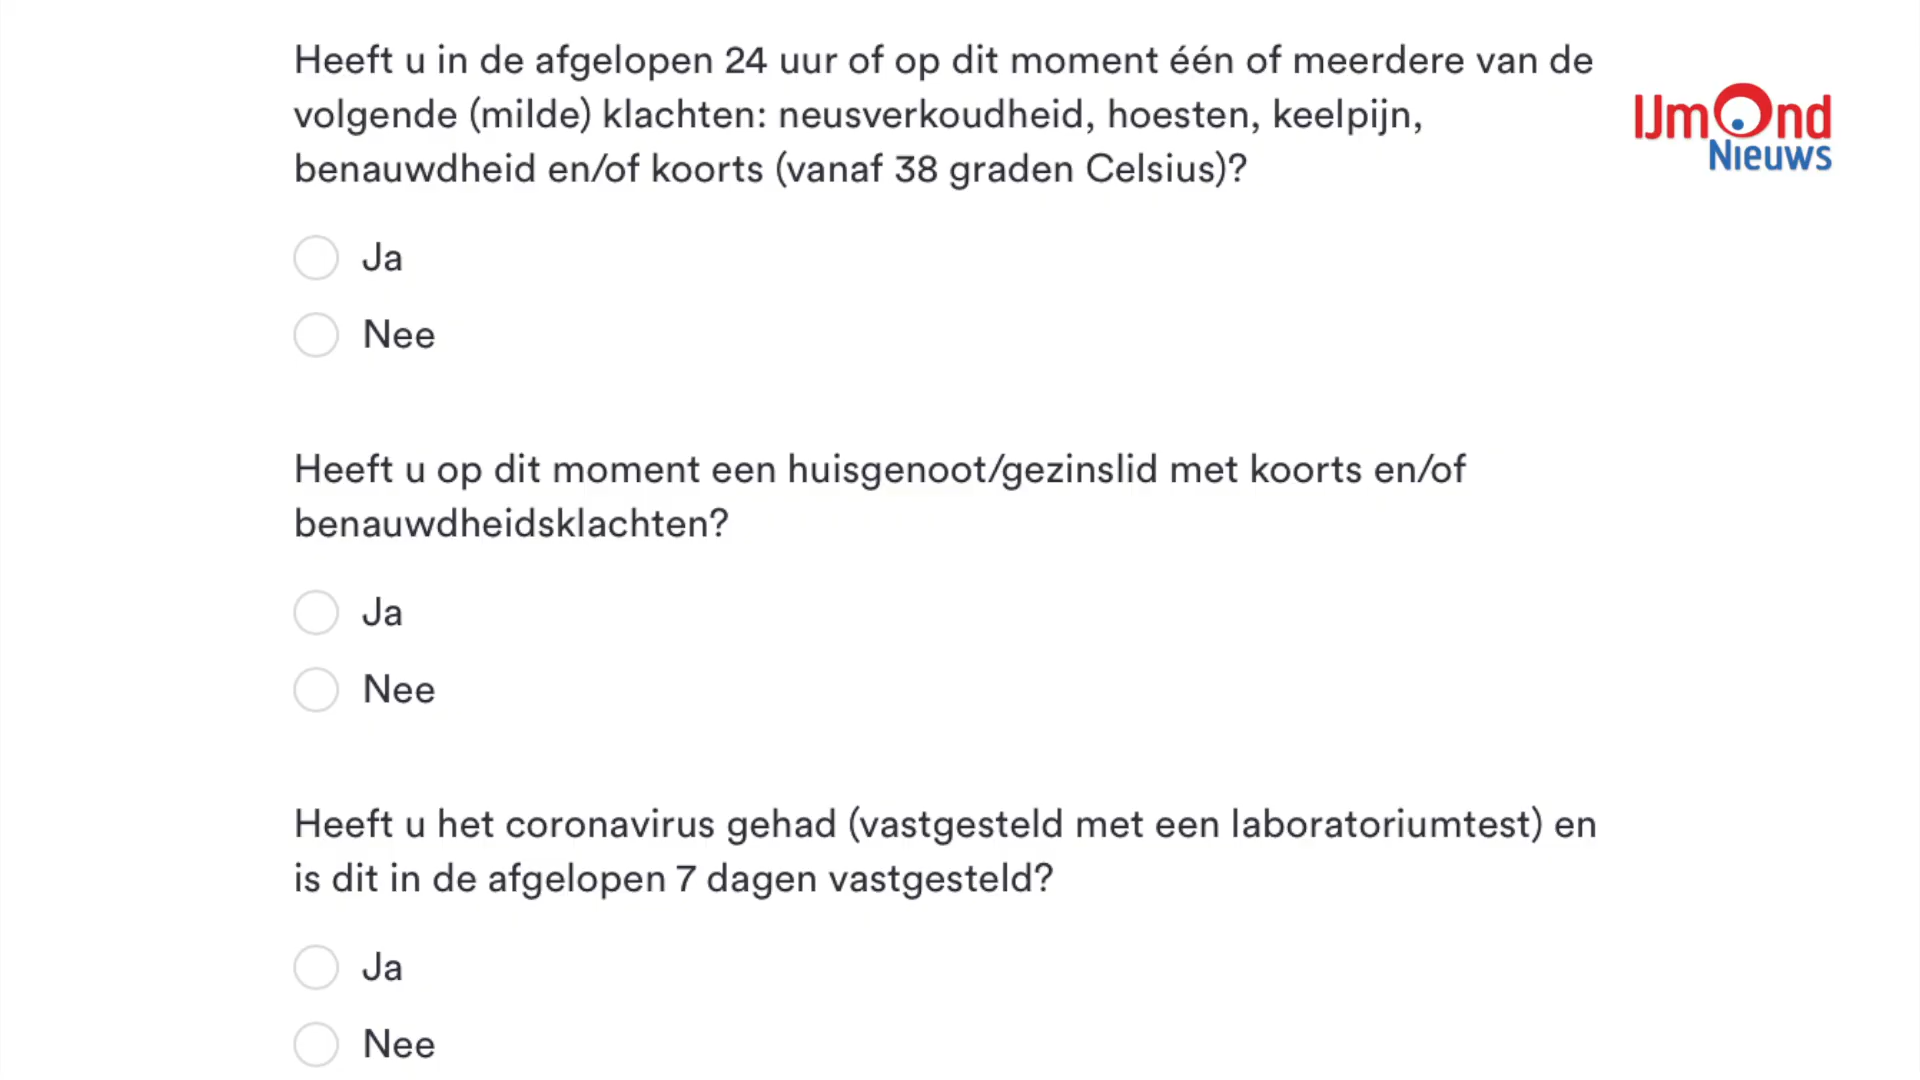 Heeft u in de afgelopen 24 uur of op dit moment één of meerdere van de
volgende (milde) klachten: neusverkoudheid, hoesten, keelpijn,
benauwdheid en/of koorts (vanaf 38 graden Celsius)?
IJmOnd
Nieuws
Ja
Nee
Heeft u op dit moment een huisgenoot/gezinslid met koorts en/of
benauwdheidsklachten?
Ja
Nee
Heeft u het coronavirus gehad (vastgesteld met een laboratoriumtest) en
is dit in de afgelopen 7 dagen vastgesteld?
Ja
Nee